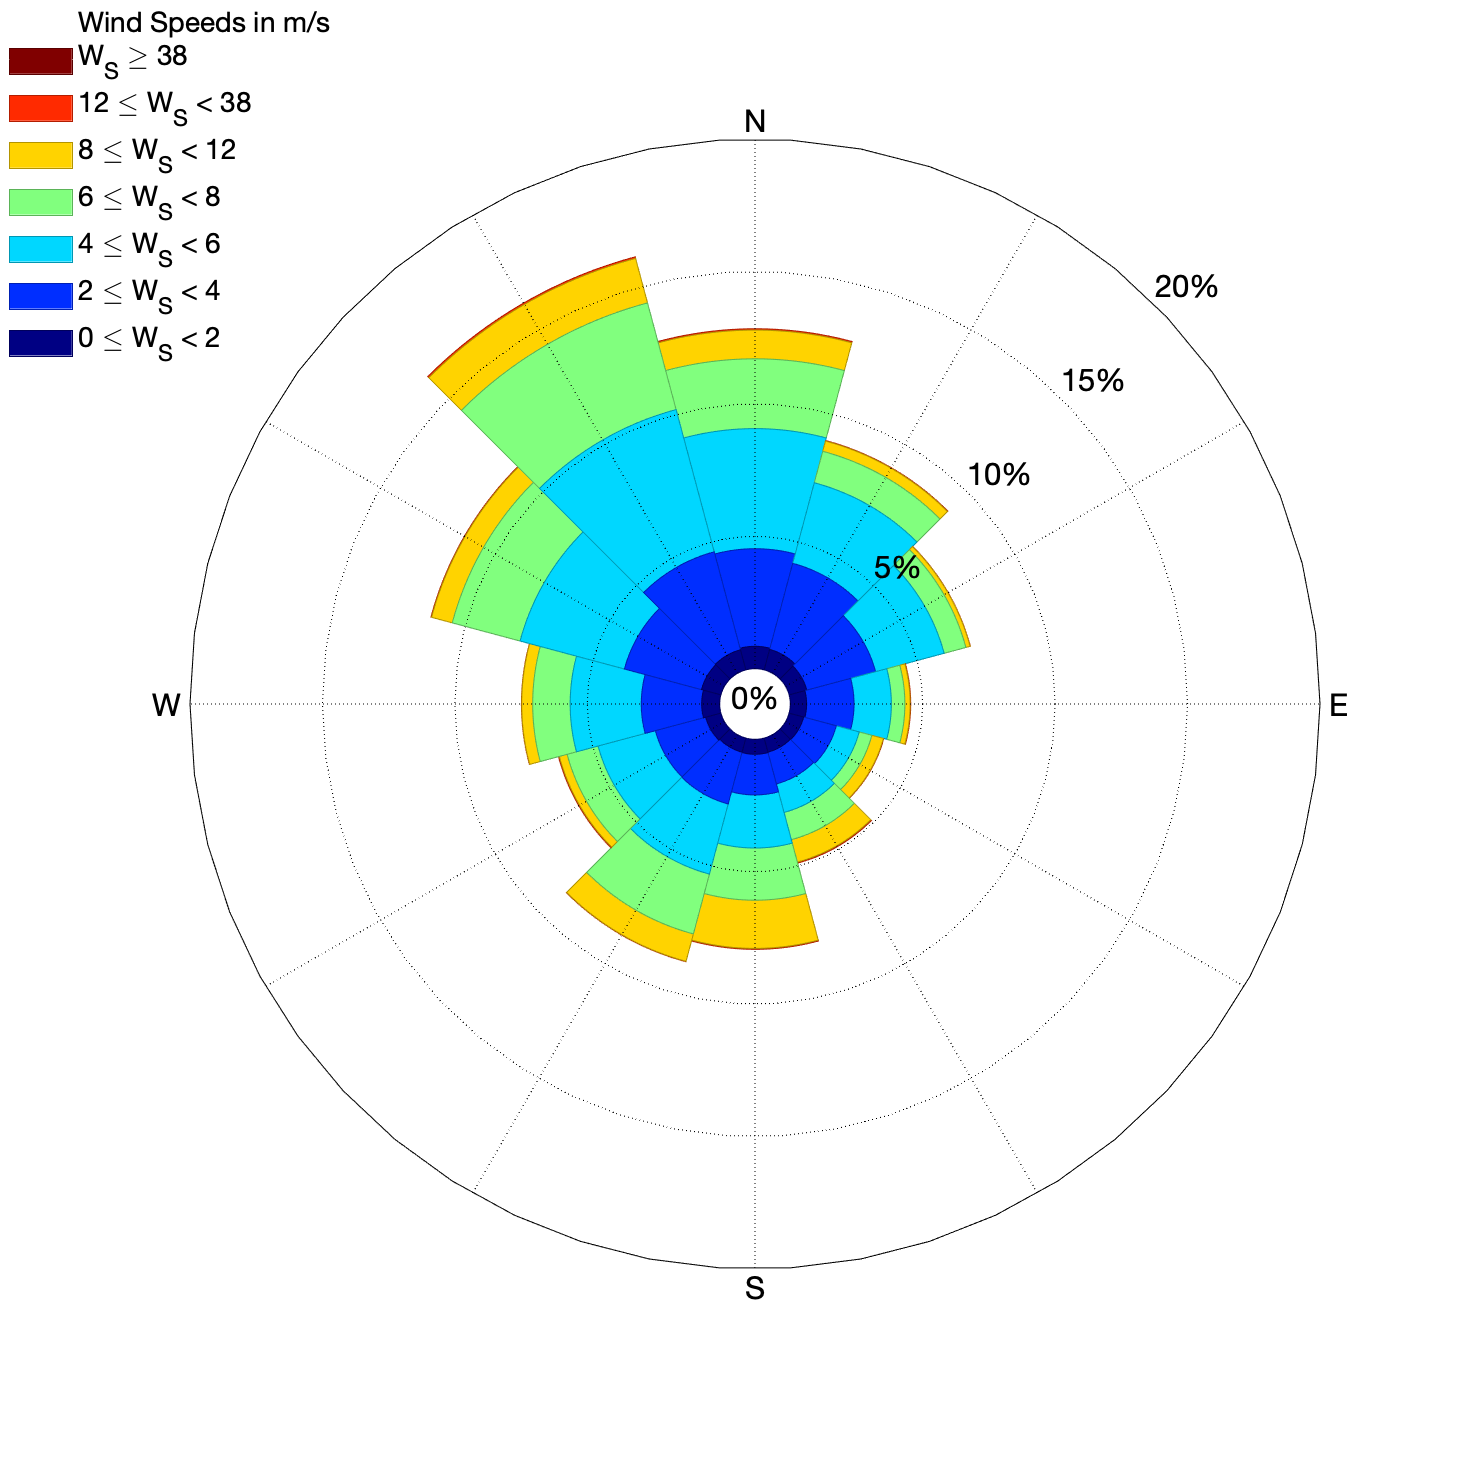 Wind Speeds in m/s
W_S ≥ 38
12 ≤ W_S < 38
8 ≤ W_S < 12
6 ≤ W_S < 8
4 ≤ W_S < 6
2 ≤ W_S < 4
0 ≤ W_S < 2
N
20%
15%
10%
5%
0%
W
E
S